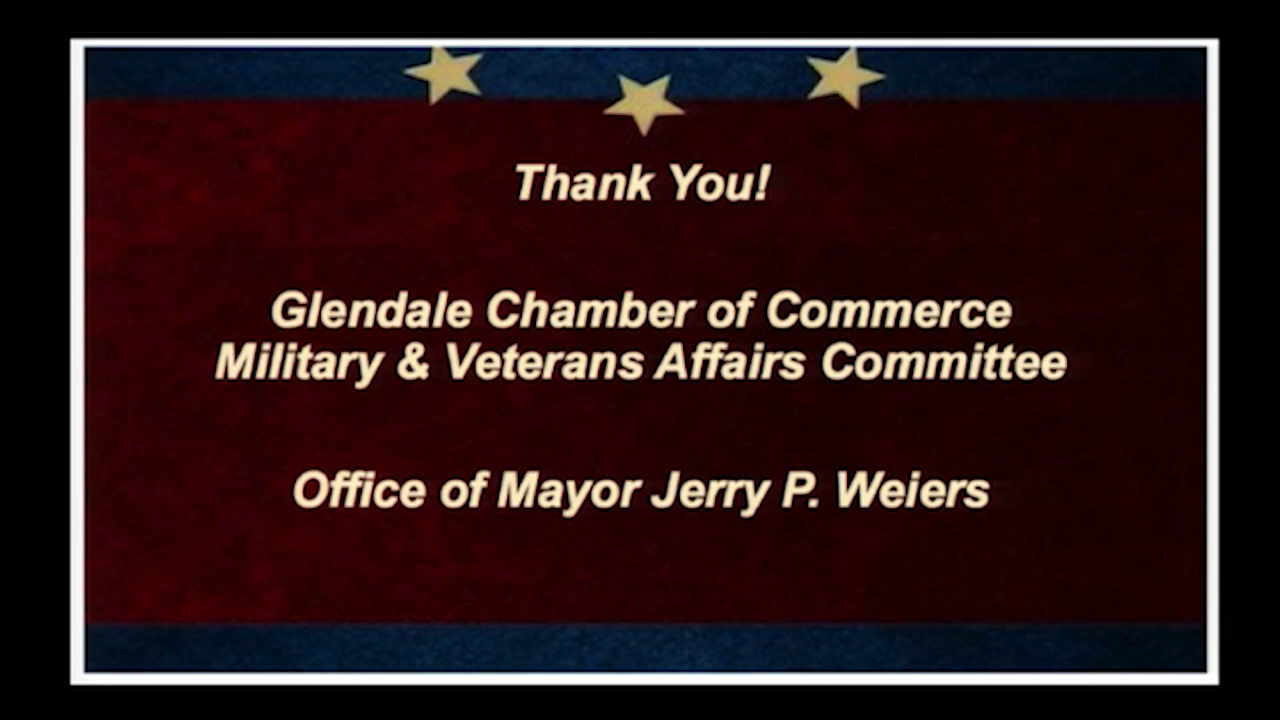 Thank You!
Glendale Chamber of Commerce
Military & Veterans Affairs Committee
Office of Mayor Jerry P. Weiers